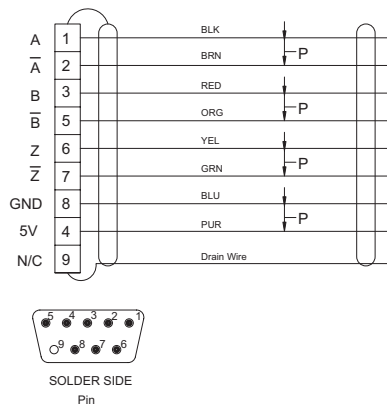 A 1 BLK
A̅ 2 BRN P
B 3 RED
B̅ 5 ORG P
Z 6 YEL
Z̅ 7 GRN P
GND 8 BLU
5V 4 PUR P
N/C 9 Drain Wire
5 4 3 2 1
9 8 7 6
SOLDER SIDE
Pin